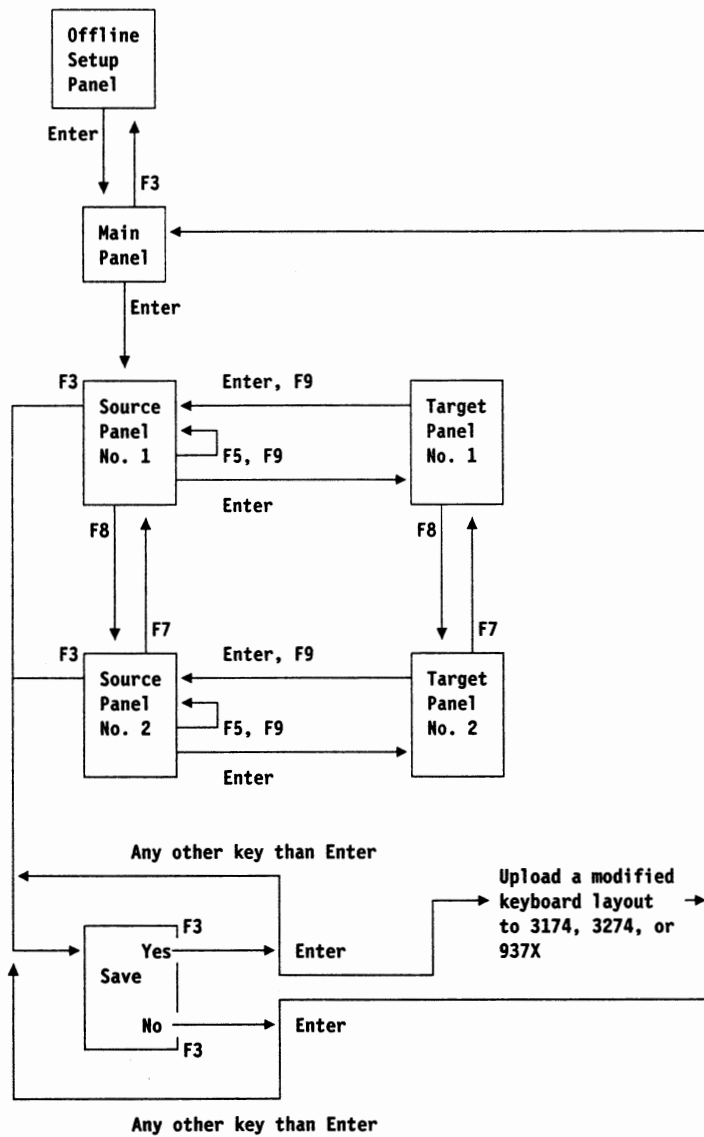 Offline
Setup
Panel
Enter
F3
Main
Panel
Enter
F3
Source
Panel
No. 1
Enter, F9
F5, F9
Enter
Target
Panel
No. 1
F8
F7
F8
F7
F3
Source
Panel
No. 2
Enter, F9
F5, F9
Enter
Target
Panel
No. 2
Any other key than Enter
Upload a modified
keyboard layout
to 3174, 3274, or
937X
F3
Yes
Enter
Save
No
Enter
F3
Any other key than Enter